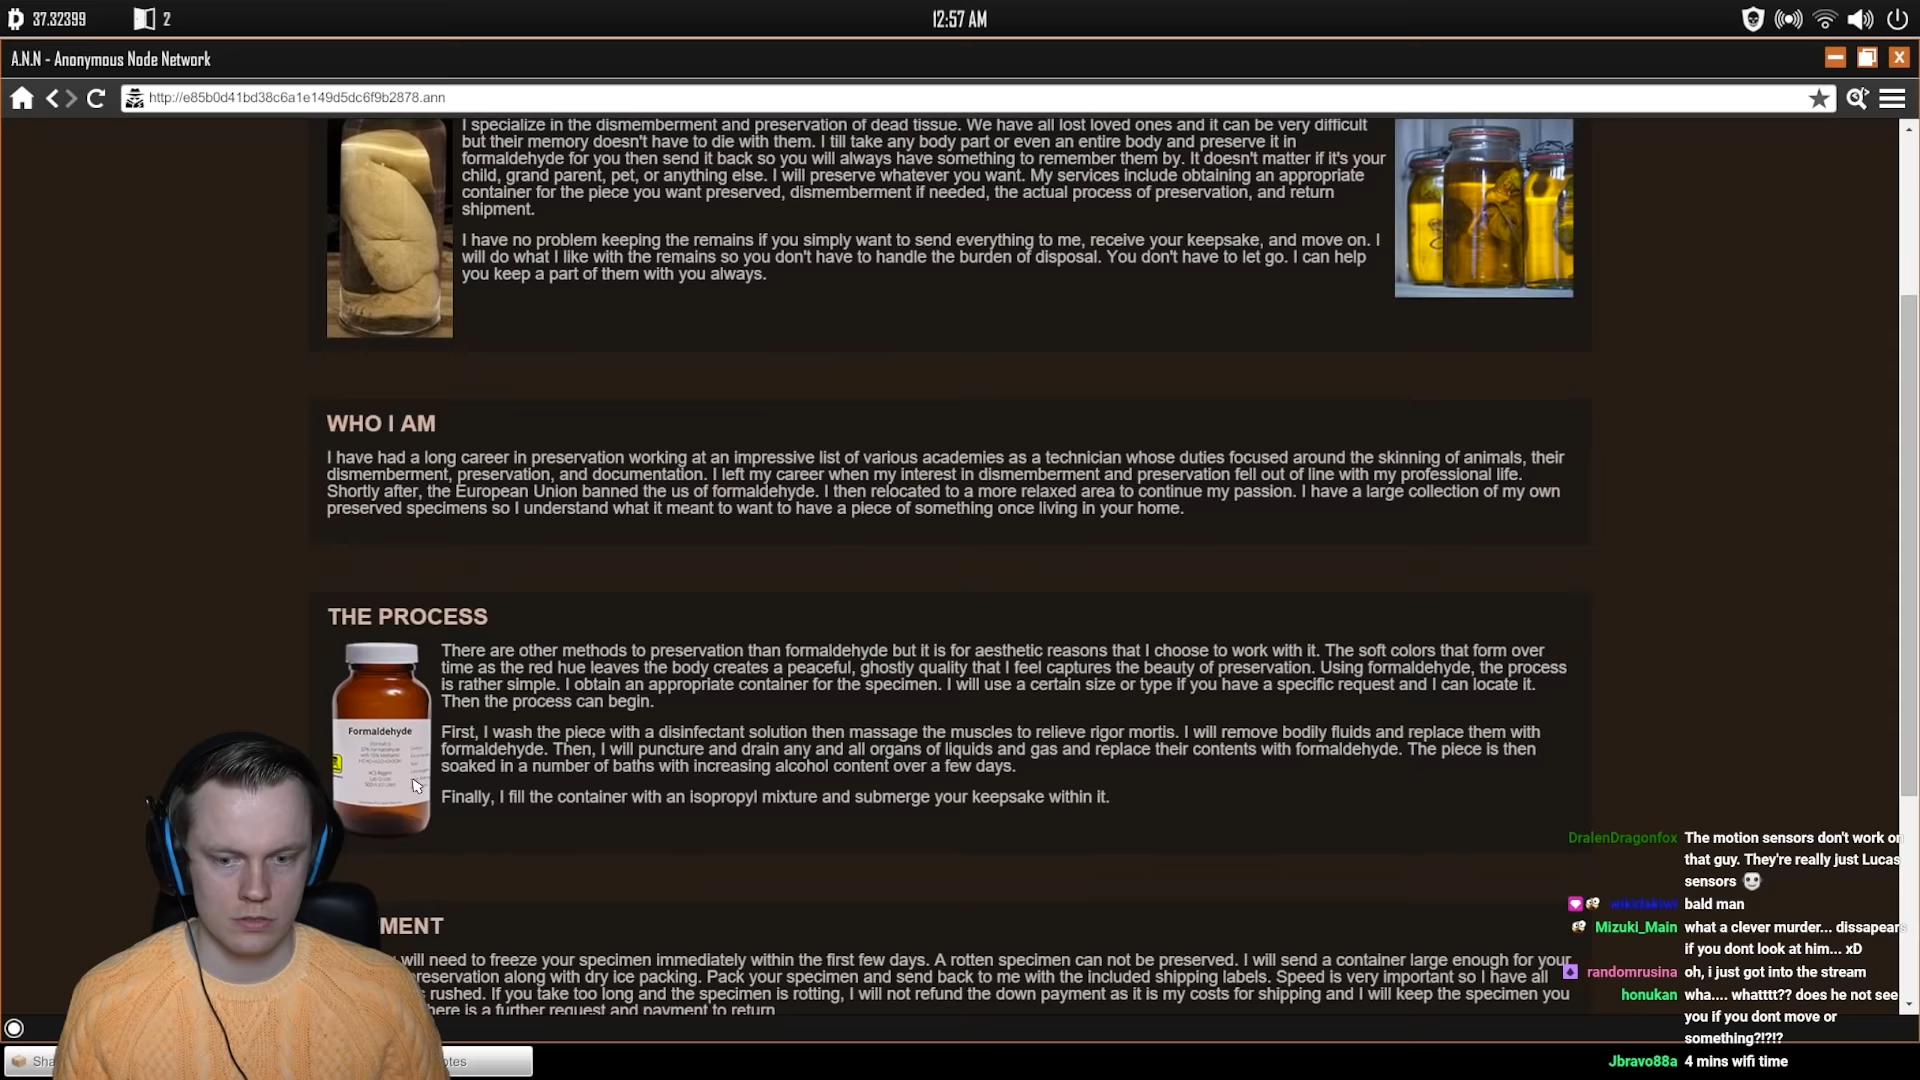 37.32399
2
12:57 AM
A.N.N - Anonymous Node Network
http://e85b0d41bd38c6a1e149d5dc6f9b2878.ann
I specialize in the dismemberment and preservation of dead tissue. We have all lost loved ones and it can be very difficult
but their memory doesn't have to die with them. I till take any body part or even an entire body and preserve it in
formaldehyde for you then send it back so you will always have something to remember them by. It doesn't matter if it's your
child, grand parent, pet, or anything else. I will preserve whatever you want. My services include obtaining an appropriate
container for the piece you want preserved, dismemberment if needed, the actual process of preservation, and return
shipment.
I have no problem keeping the remains if you simply want to send everything to me, receive your keepsake, and move on. I
will do what I like with the remains so you don't have to handle the burden of disposal. You don't have to let go. I can help
you keep a part of them with you always.
WHO I AM
I have had a long career in preservation working at an impressive list of various academies as a technician whose duties focused around the skinning of animals, their
dismemberment, preservation, and documentation. I left my career when my interest in dismemberment and preservation fell out of line with my professional life.
Shortly after, the European Union banned the us of formaldehyde. I then relocated to a more relaxed area to continue my passion. I have a large collection of my own
preserved specimens so I understand what it meant to want to have a piece of something once living in your home.
THE PROCESS
There are other methods to preservation than formaldehyde but it is for aesthetic reasons that I choose to work with it. The soft colors that form over
time as the red hue leaves the body creates a peaceful, ghostly quality that I feel captures the beauty of preservation. Using formaldehyde, the process
is rather simple. I obtain an appropriate container for the specimen. I will use a certain size or type if you have a specific request and I can locate it.
Then the process can begin.
First, I wash the piece with a disinfectant solution then massage the muscles to relieve rigor mortis. I will remove bodily fluids and replace them with
formaldehyde. Then, I will puncture and drain any and all organs of liquids and gas and replace their contents with formaldehyde. The piece is then
soaked in a number of baths with increasing alcohol content over a few days.
Finally, I fill the container with an isopropyl mixture and submerge your keepsake within it.
Formaldehyde
MENT
will need to freeze your specimen immediately within the first few days. A rotten specimen can not be preserved. I will send a container large enough for your
reservation along with dry ice packing. Pack your specimen and send back to me with the included shipping labels. Speed is very important so I have all
rushed. If you take too long and the specimen is rotting, I will not refund the down payment as it is my costs for shipping and I will keep the specimen you
here is a further request and payment to return
DralenDragonfox The motion sensors don't work on
that guy. They're really just Lucas
sensors
bald man
Mizuki_Main what a clever murder... dissapears
if you dont look at him... xD
randomrusina oh, i just got into the stream
honukan wha.... whatttt?? does he not see
you if you dont move or
something?!?!?
Jbravo88a 4 mins wifi time
Sha
otes